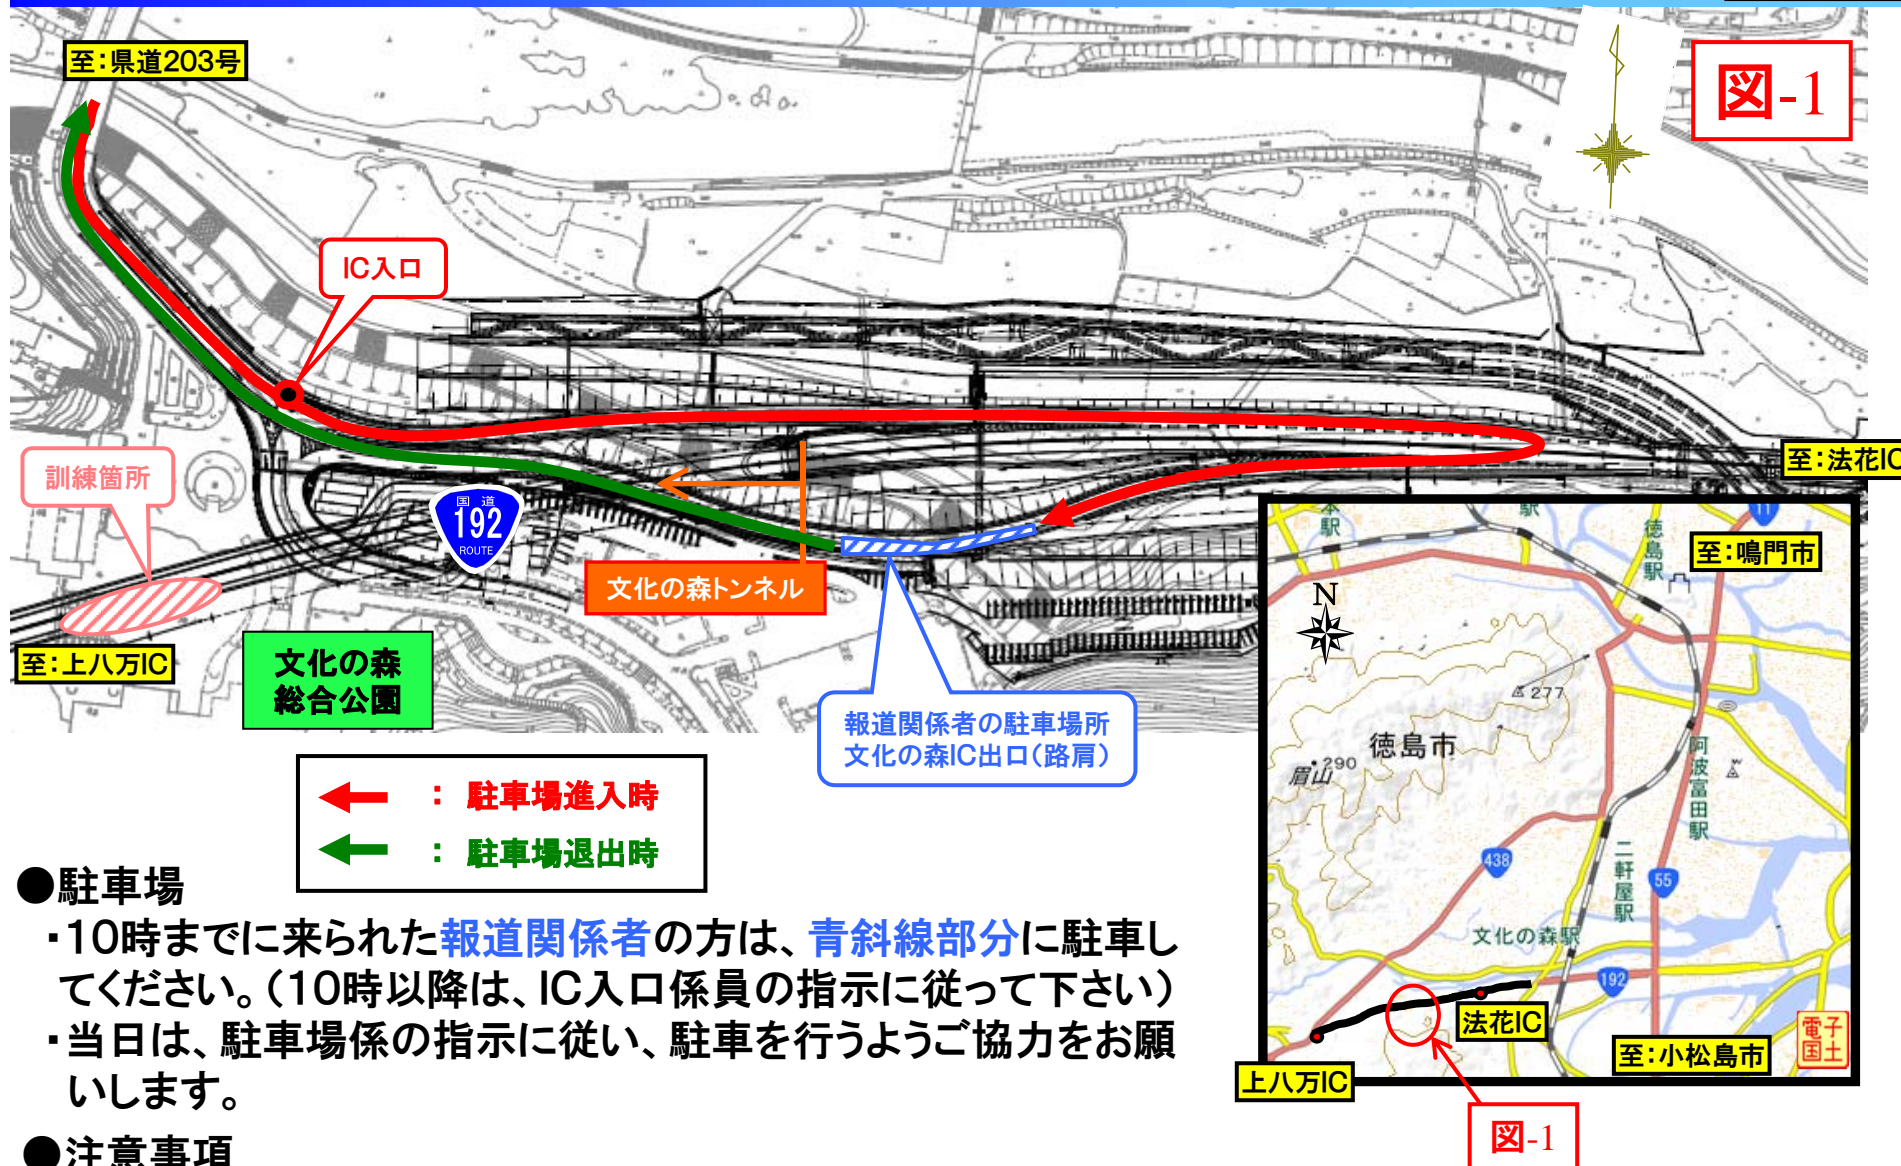 至：県道203号
図-1
IC入口
至：法花IC
訓練箇所
国道
192
ROUTE
文化の森トンネル
至：上八万IC
文化の森
総合公園
報道関係者の駐車場所
文化の森IC出口（路肩）
：駐車場進入時
：駐車場退出時
●駐車場
・10時までに来られた報道関係者の方は、青斜線部分に駐車し
てください。（10時以降は、IC入口係員の指示に従って下さい）
・当日は、駐車場係の指示に従い、駐車を行うようご協力をお願
いします。
●注意事項
本駅
駅
徳島駅
11
至：鳴門市
N
277
徳島市
290
眉山
阿波富田駅
438
二軒屋駅
55
文化の森駅
192
法花IC
至：小松島市
電子国土
上八万IC
図-1